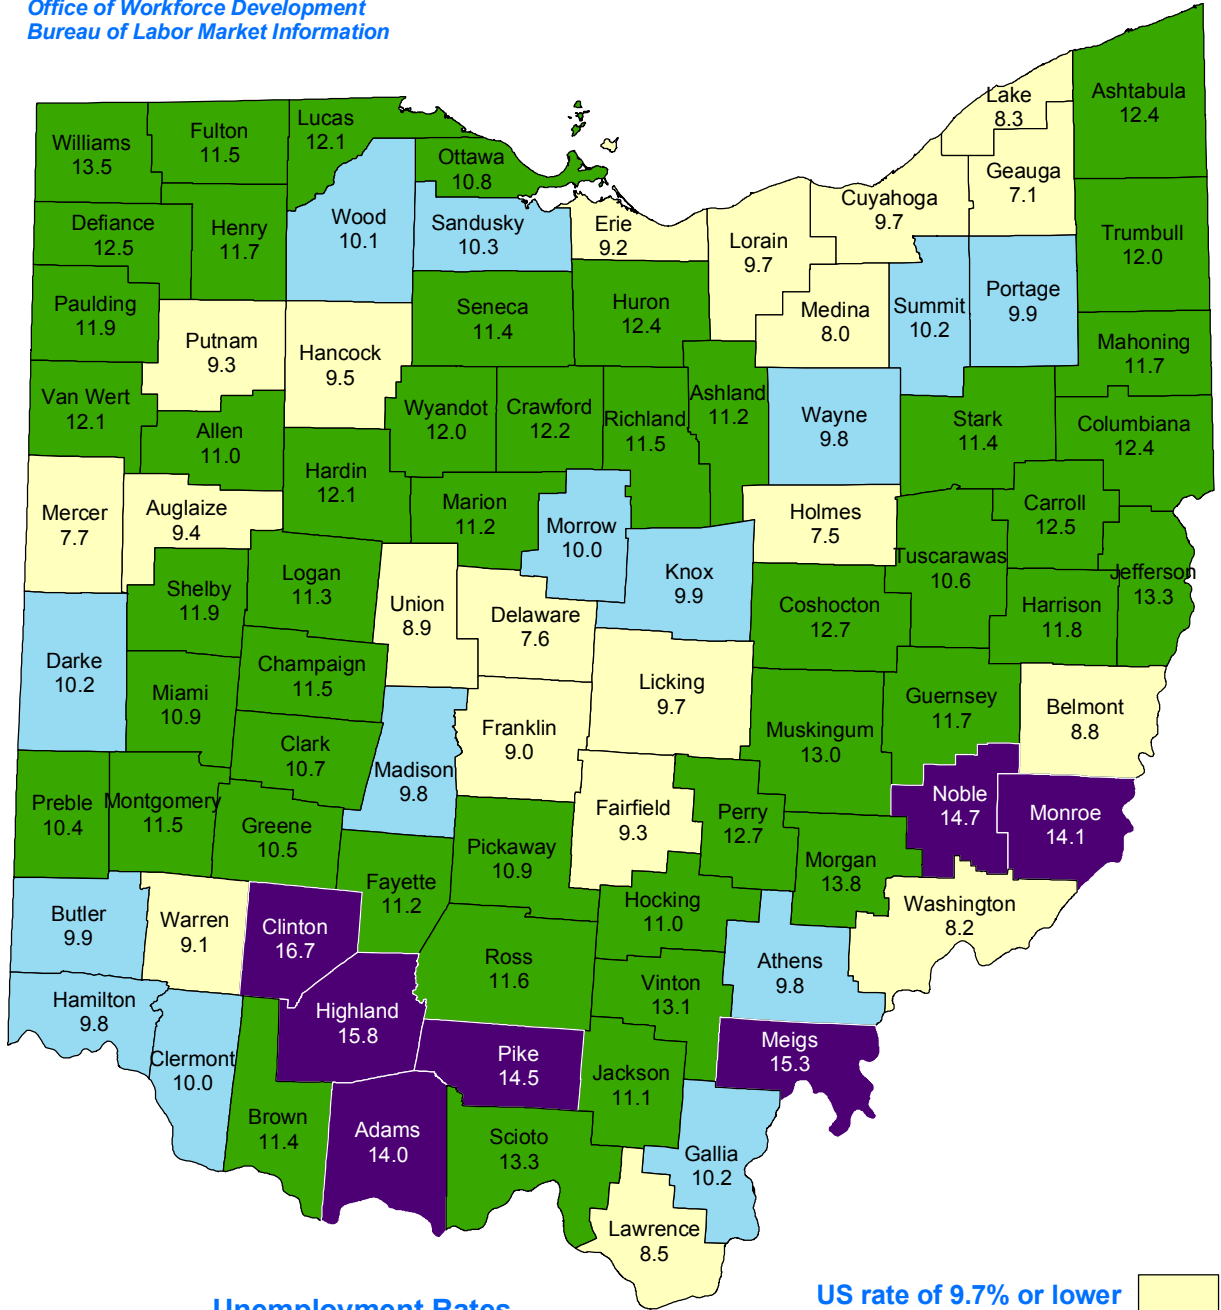 Office of Workforce Development
Bureau of Labor Market Information
Lake
8.3
Ashtabula
12.4
Williams
13.5
Fulton
11.5
Lucas
12.1
Ottawa
10.8
Geauga
7.1
Cuyahoga
9.7
Defiance
12.5
Henry
11.7
Wood
10.1
Sandusky
10.3
Erie
9.2
Lorain
9.7
Trumbull
12.0
Paulding
11.9
Putnam
9.3
Hancock
9.5
Seneca
11.4
Huron
12.4
Medina
8.0
Summit
10.2
Portage
9.9
Mahoning
11.7
Van Wert
12.1
Allen
11.0
Wyandot
12.0
Crawford
12.2
Richland
11.5
Ashland
11.2
Wayne
9.8
Stark
11.4
Columbiana
12.4
Mercer
7.7
Auglaize
9.4
Hardin
12.1
Marion
11.2
Morrow
10.0
Holmes
7.5
Carroll
12.5
Tuscarawas
10.6
Jefferson
13.3
Shelby
11.9
Logan
11.3
Union
8.9
Delaware
7.6
Knox
9.9
Coshocton
12.7
Harrison
11.8
Darke
10.2
Miami
10.9
Champaign
11.5
Licking
9.7
Guernsey
11.7
Belmont
8.8
Clark
10.7
Madison
9.8
Franklin
9.0
Muskingum
13.0
Preble
10.4
Montgomery
11.5
Greene
10.5
Fairfield
9.3
Perry
12.7
Noble
14.7
Monroe
14.1
Pickaway
10.9
Morgan
13.8
Fayette
11.2
Hocking
11.0
Washington
8.2
Butler
9.9
Warren
9.1
Clinton
16.7
Ross
11.6
Athens
9.8
Vinton
13.1
Hamilton
9.8
Highland
15.8
Clermont
10.0
Pike
14.5
Meigs
15.3
Jackson
11.1
Brown
11.4
Adams
14.0
Scioto
13.3
Gallia
10.2
Lawrence
8.5
Unemployment Rates
US rate of 9.7% or lower